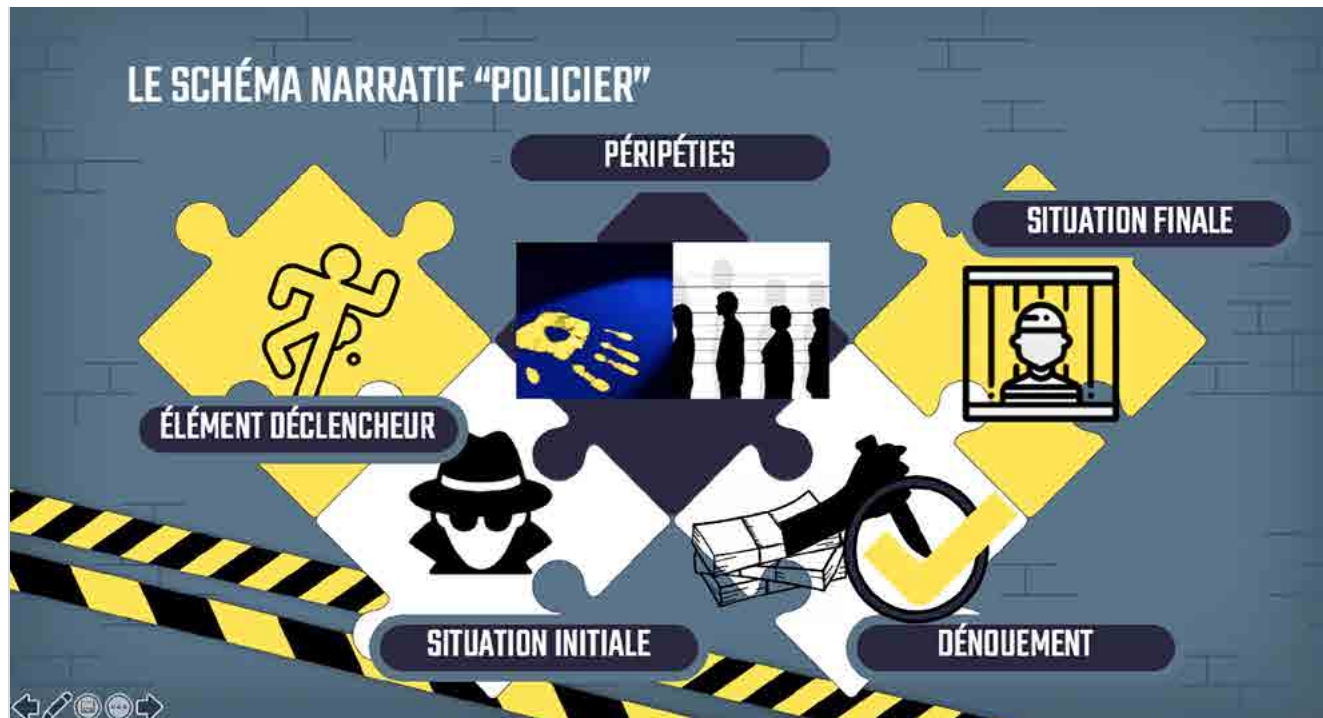 LE SCHÉMA NARRATIF “POLICIER”
PÉRIPÉTIES
SITUATION FINALE
ÉLÉMENT DÉCLENCHEUR
SITUATION INITIALE
DÉNOUEMENT